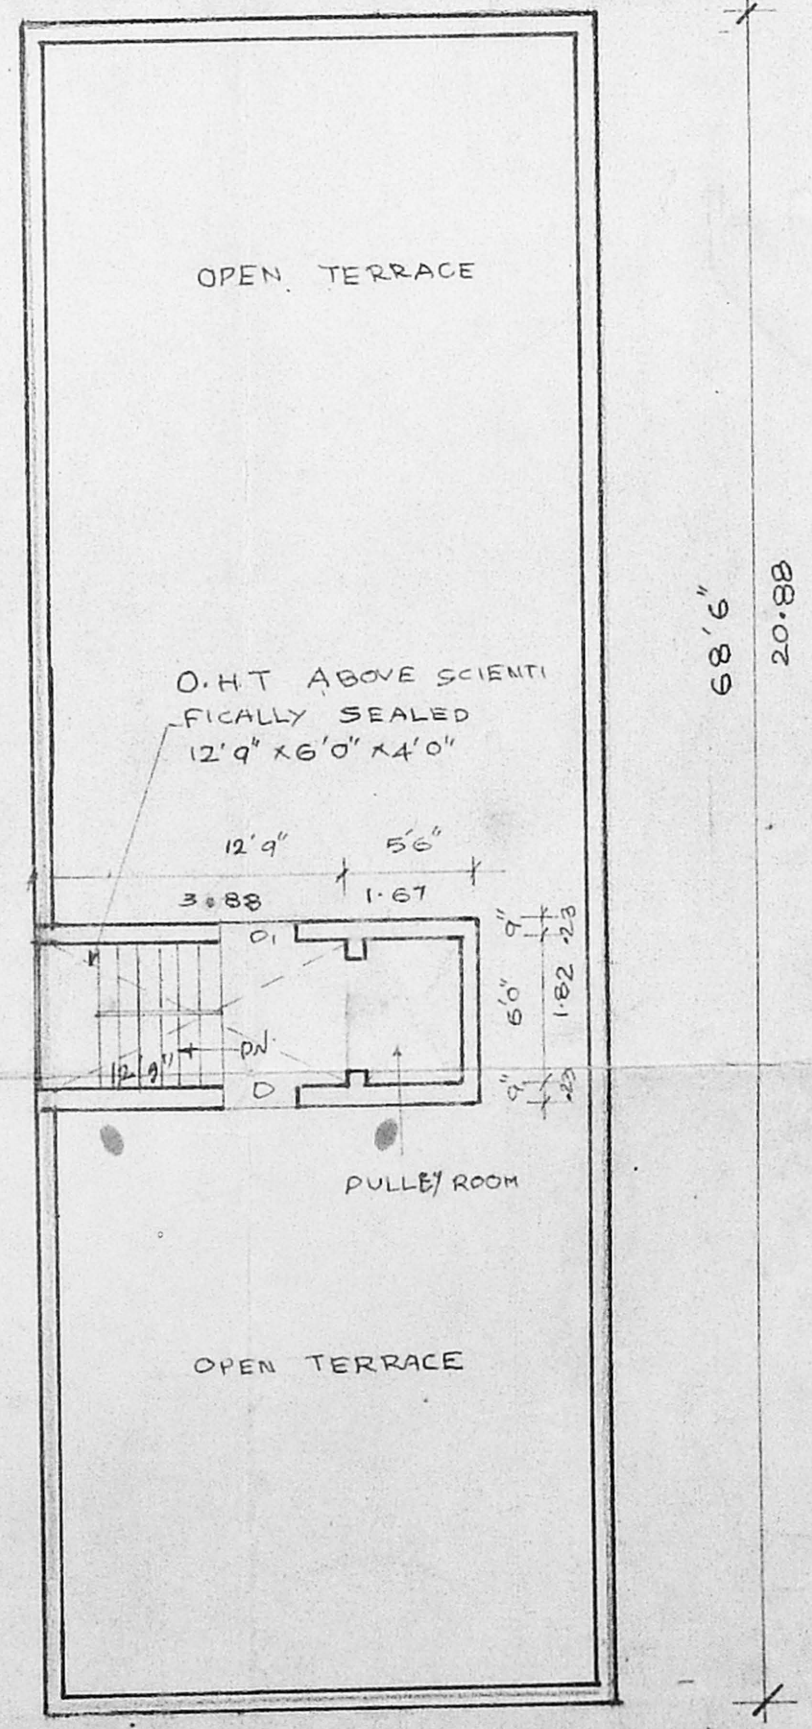 OPEN TERRACE
68'6"
20.88
O.H.T ABOVE SCIENTI
FICALLY SEALED
12'9" x 6'0" x 4'0"
12'9" 5'6"
3.88 1.67
9" .23
D1
6'0" 1.82
DN
12'9"
D
9" .23
PULLEY ROOM
OPEN TERRACE